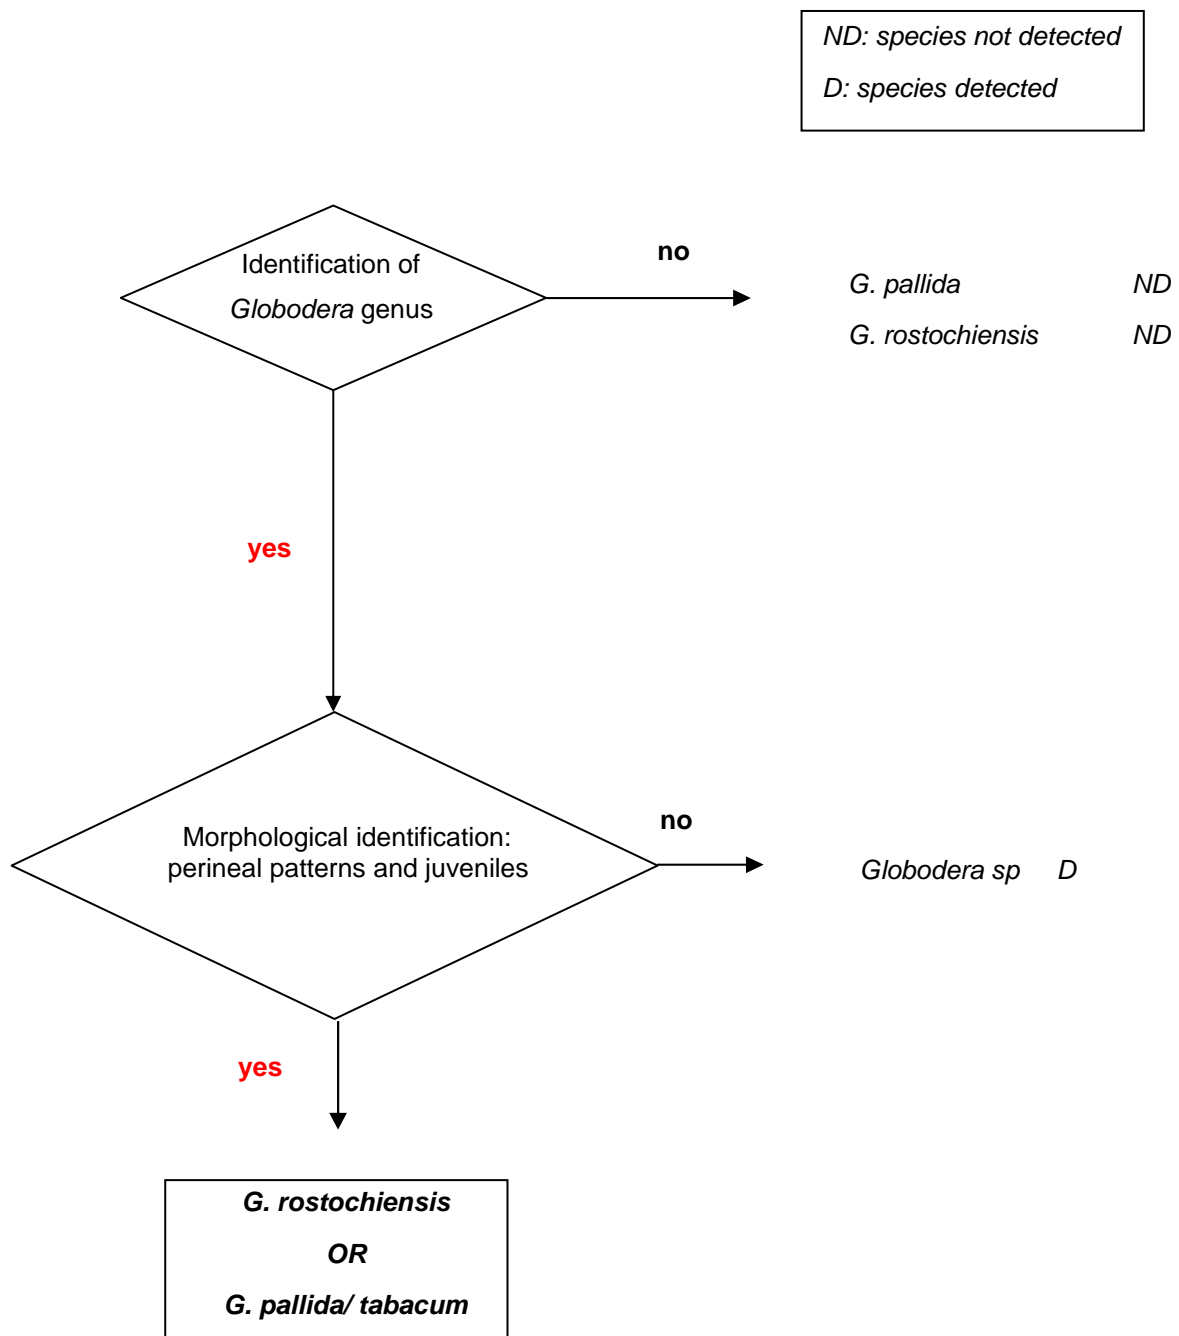 ND: species not detected
D: species detected
Identification of
Globodera genus
no
G. pallida ND
G. rostochiensis ND
yes
Morphological identification:
perineal patterns and juveniles
no
Globodera sp D
yes
G. rostochiensis
OR
G. pallida/ tabacum